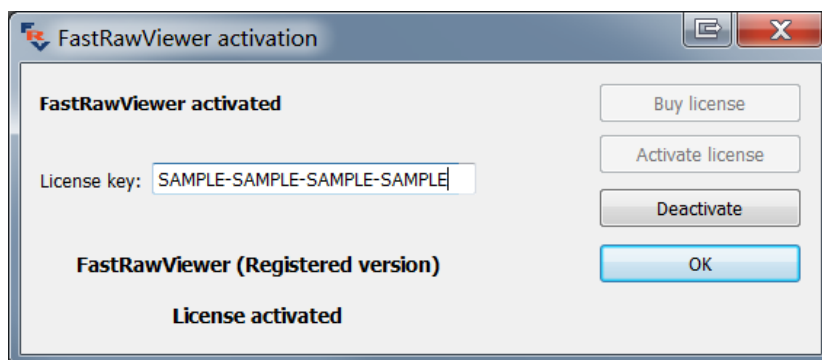 FastRawViewer activation
FastRawViewer activated
Buy license
Activate license
License key: SAMPLE-SAMPLE-SAMPLE-SAMPLE
Deactivate
FastRawViewer (Registered version)
OK
License activated